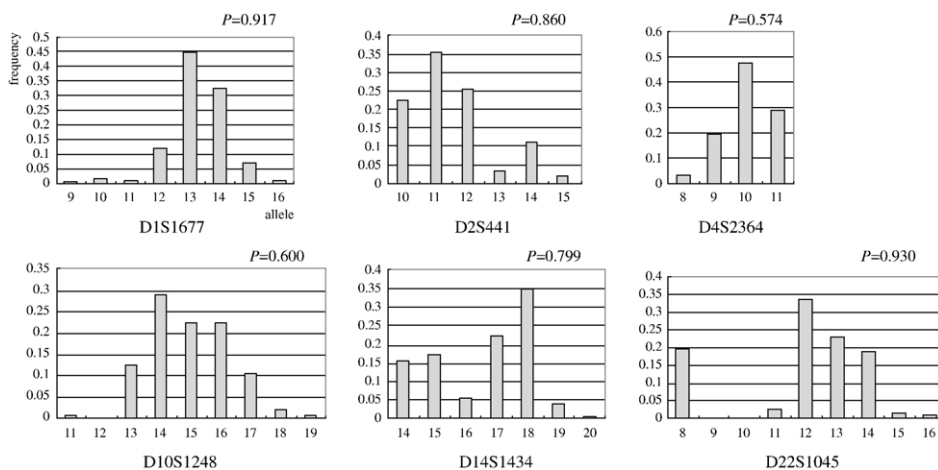 P=0.917
frequency
0.5
0.45
0.4
0.35
0.3
0.25
0.2
0.15
0.1
0.05
0
9 10 11 12 13 14 15 16
allele
D1S1677
P=0.860
0.4
0.35
0.3
0.25
0.2
0.15
0.1
0.05
0
10 11 12 13 14 15
D2S441
P=0.574
0.6
0.5
0.4
0.3
0.2
0.1
0
8 9 10 11
D4S2364
P=0.600
0.35
0.3
0.25
0.2
0.15
0.1
0.05
0
11 12 13 14 15 16 17 18 19
D10S1248
P=0.799
0.4
0.35
0.3
0.25
0.2
0.15
0.1
0.05
0
14 15 16 17 18 19 20
D14S1434
P=0.930
0.4
0.35
0.3
0.25
0.2
0.15
0.1
0.05
0
8 9 10 11 12 13 14 15 16
D22S1045